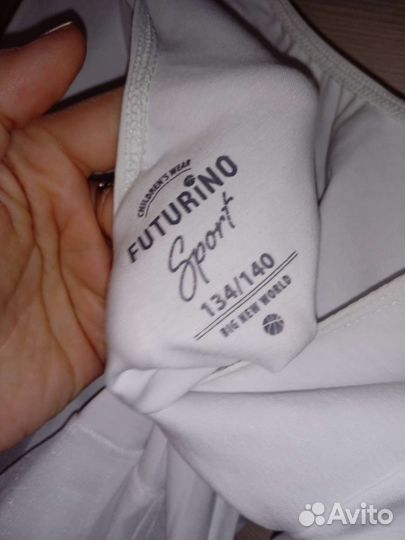 CHILDREN'S WEAR
FUTURINO
Sport
134/140
BIG NEW WORLD
Avito